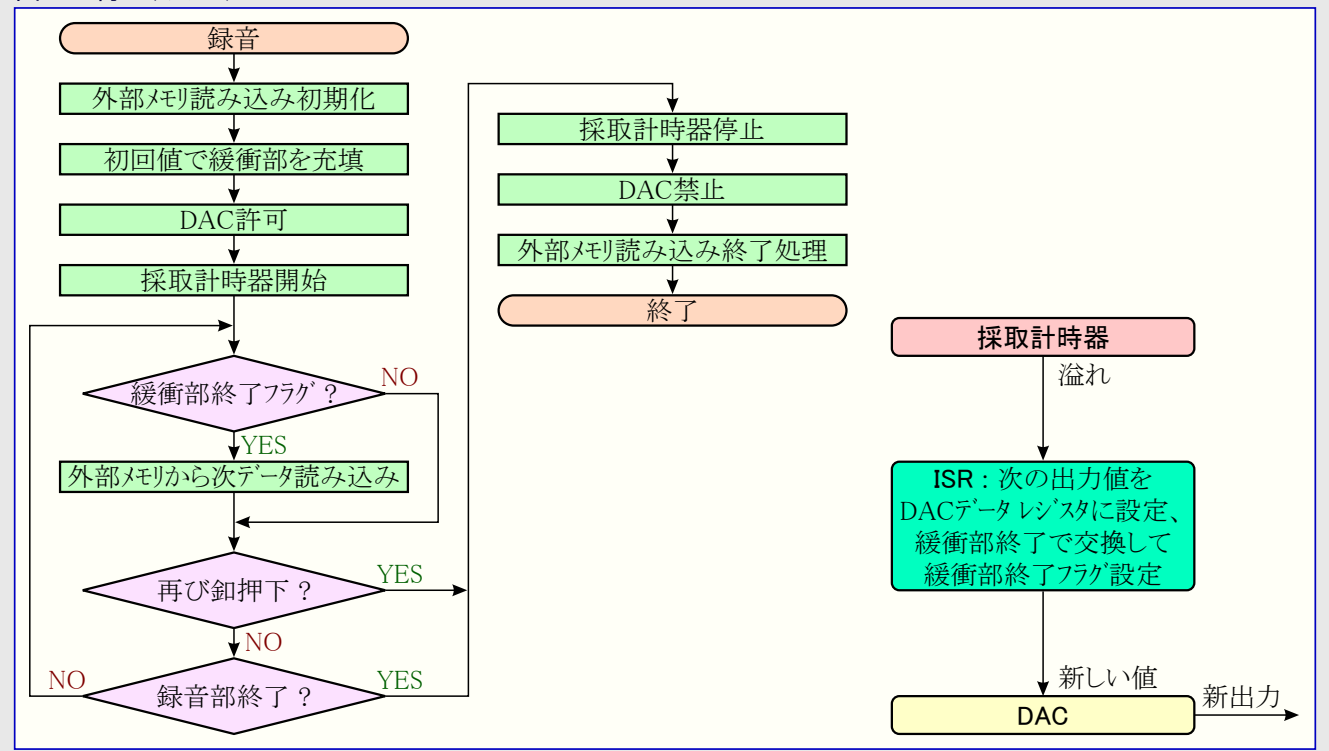 録音
外部ﾒﾓﾘ読み込み初期化
初回値で緩衝部を充填
DAC許可
採取計時器開始
緩衝部終了ﾌﾗｸﾞ?
NO
YES
外部ﾒﾓﾘから次ﾃﾞｰﾀ読み込み
再び釦押下?
YES
NO
録音部終了?
NO
YES
採取計時器停止
DAC禁止
外部ﾒﾓﾘ読み込み終了処理
終了
採取計時器
溢れ
ISR : 次の出力値を
DACﾃﾞｰﾀ ﾚｼﾞｽﾀに設定、
緩衝部終了で交換して
緩衝部終了ﾌﾗｸﾞ設定
新しい値
DAC
新出力